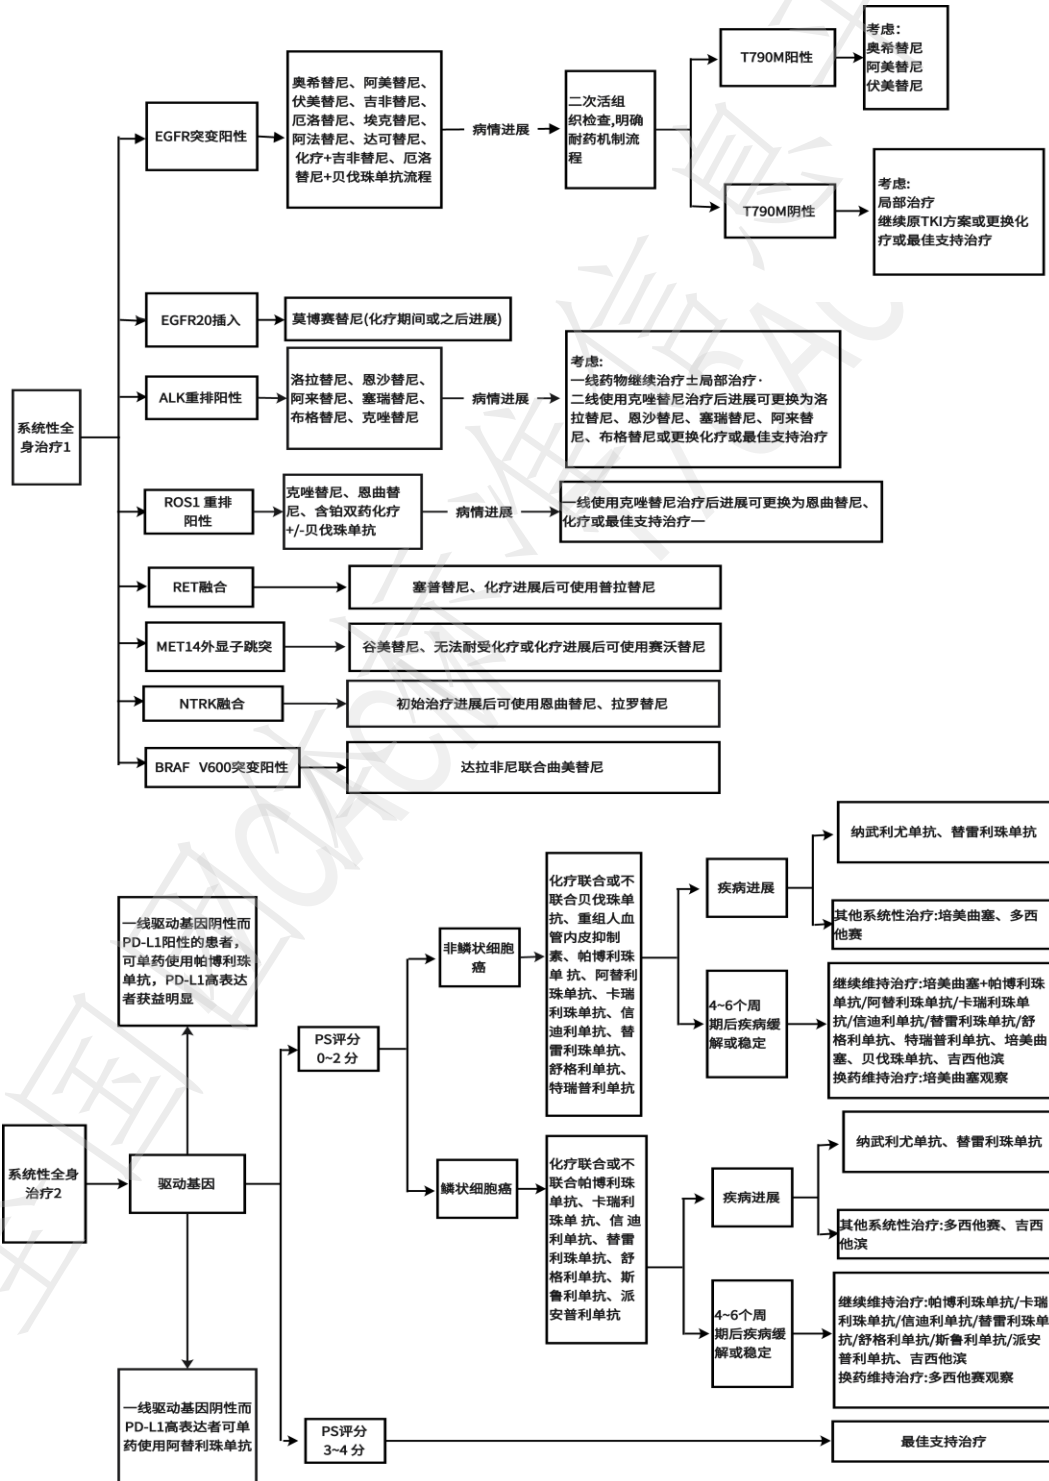 系统性全
身治疗1
EGFR突变阳性
奥希替尼、阿美替尼、
伏美替尼、吉非替尼、
厄洛替尼、埃克替尼、
阿法替尼、达可替尼、
化疗+吉非替尼、厄洛
替尼+贝伐珠单抗流程
病情进展
二次活组
织检查,明确
耐药机制流
程
T790M阳性
考虑:
奥希替尼
阿美替尼
伏美替尼
T790M阴性
考虑:
局部治疗
继续原TKI方案或更换化
疗或最佳支持治疗
EGFR20插入
莫博赛替尼(化疗期间或之后进展)
ALK重排阳性
洛拉替尼、恩沙替尼、
阿来替尼、塞瑞替尼、
布格替尼、克唑替尼
病情进展
考虑:
一线药物继续治疗±局部治疗·
二线使用克唑替尼治疗后进展可更换为洛
拉替尼、恩沙替尼、塞瑞替尼、阿来替
尼、布格替尼或更换化疗或最佳支持治疗
ROS1 重排
阳性
克唑替尼、恩曲替
尼、含铂双药化疗
+/-贝伐珠单抗
病情进展
一线使用克唑替尼治疗后进展可更换为恩曲替尼、
化疗或最佳支持治疗一
RET融合
塞普替尼、化疗进展后可使用普拉替尼
MET14外显子跳突
谷美替尼、无法耐受化疗或化疗进展后可使用赛沃替尼
NTRK融合
初始治疗进展后可使用恩曲替尼、拉罗替尼
BRAF V600突变阳性
达拉非尼联合曲美替尼
系统性全身
治疗2
一线驱动基因阴性而
PD-L1阳性的患者，
可单药使用帕博利珠
单抗，PD-L1高表达
者获益明显
驱动基因
一线驱动基因阴性而
PD-L1高表达者可单
药使用阿替利珠单抗
PS评分
0~2 分
非鳞状细胞
癌
化疗联合或不
联合贝伐珠单
抗、重组人血
管内皮抑制
素、帕博利珠
单 抗、阿替利
珠单抗、卡瑞
利珠单抗、信
迪利单抗、替
雷利珠单抗、
舒格利单抗、
特瑞普利单抗
疾病进展
纳武利尤单抗、替雷利珠单抗
其他系统性治疗:培美曲塞、多西
他赛
4~6个周
期后疾病缓
解或稳定
继续维持治疗:培美曲塞+帕博利珠
单抗/阿替利珠单抗/卡瑞利珠单
抗/信迪利单抗/替雷利珠单抗/舒
格利单抗、特瑞普利单抗、培美曲
塞、贝伐珠单抗、吉西他滨
换药维持治疗:培美曲塞观察
鳞状细胞癌
化疗联合或不
联合帕博利珠
单抗、卡瑞利
珠单 抗、信 迪
利单抗、替雷
利珠单抗、舒
格利单抗、斯
鲁利单抗、派
安普利单抗
疾病进展
纳武利尤单抗、替雷利珠单抗
其他系统性治疗:多西他赛、吉西
他滨
4~6个周
期后疾病缓
解或稳定
继续维持治疗:帕博利珠单抗/卡瑞
利珠单抗/信迪利单抗/替雷利珠单
抗/舒格利单抗/斯鲁利单抗/派安
普利单抗、吉西他滨
换药维持治疗:多西他赛观察
PS评分
3~4 分
最佳支持治疗